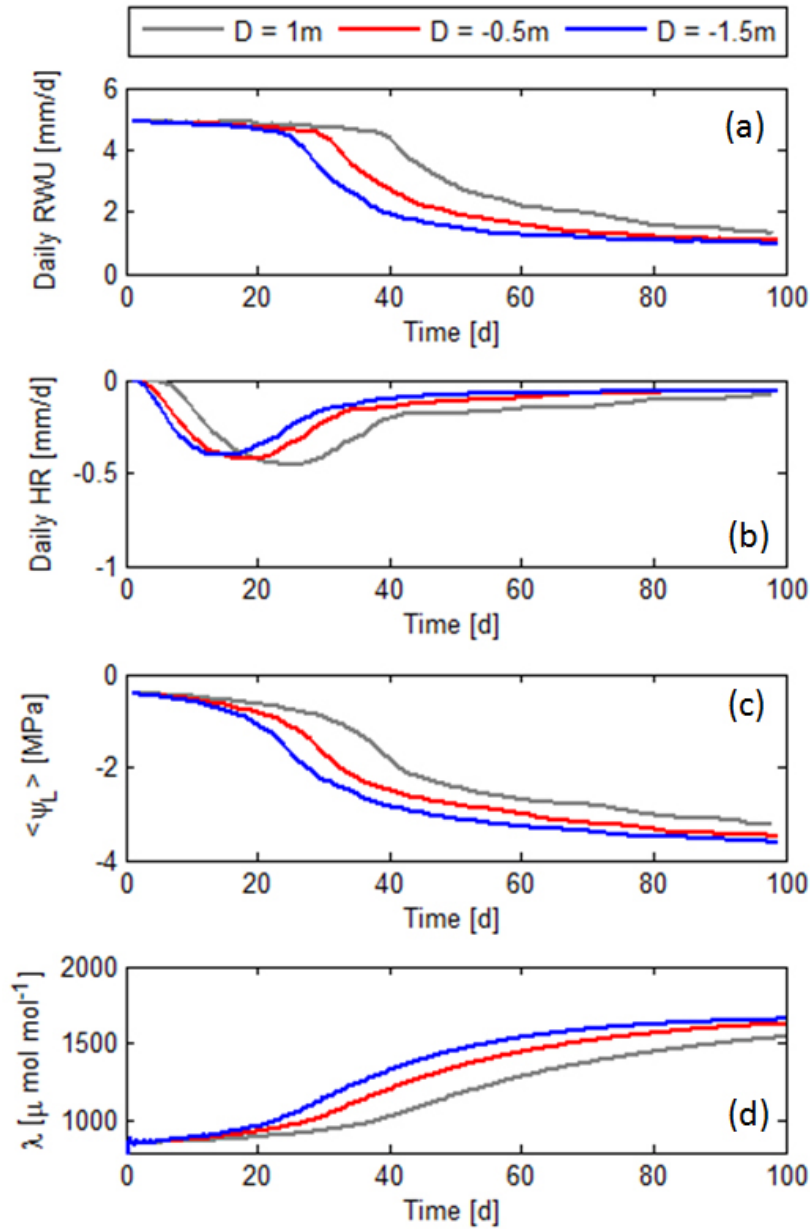 D = 1m D = -0.5m D = -1.5m
(a)
Daily RWU [mm/d]
6
4
2
0
0 20 40 60 80 100
Time [d]
(b)
Daily HR [mm/d]
0
-0.5
-1
0 20 40 60 80 100
Time [d]
(c)
<ψL> [MPa]
0
-2
-4
0 20 40 60 80 100
Time [d]
(d)
λ [μ mol mol-1]
2000
1500
1000
0 20 40 60 80 100
Time [d]